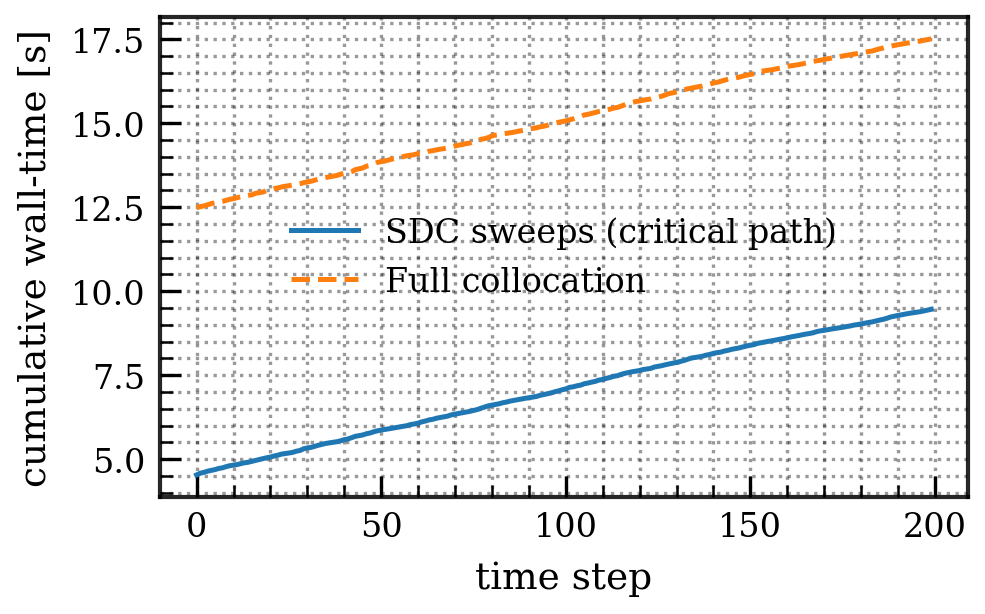 cumulative wall-time [s]
17.5
15.0
12.5
10.0
7.5
5.0
SDC sweeps (critical path)
Full collocation
0 50 100 150 200
time step